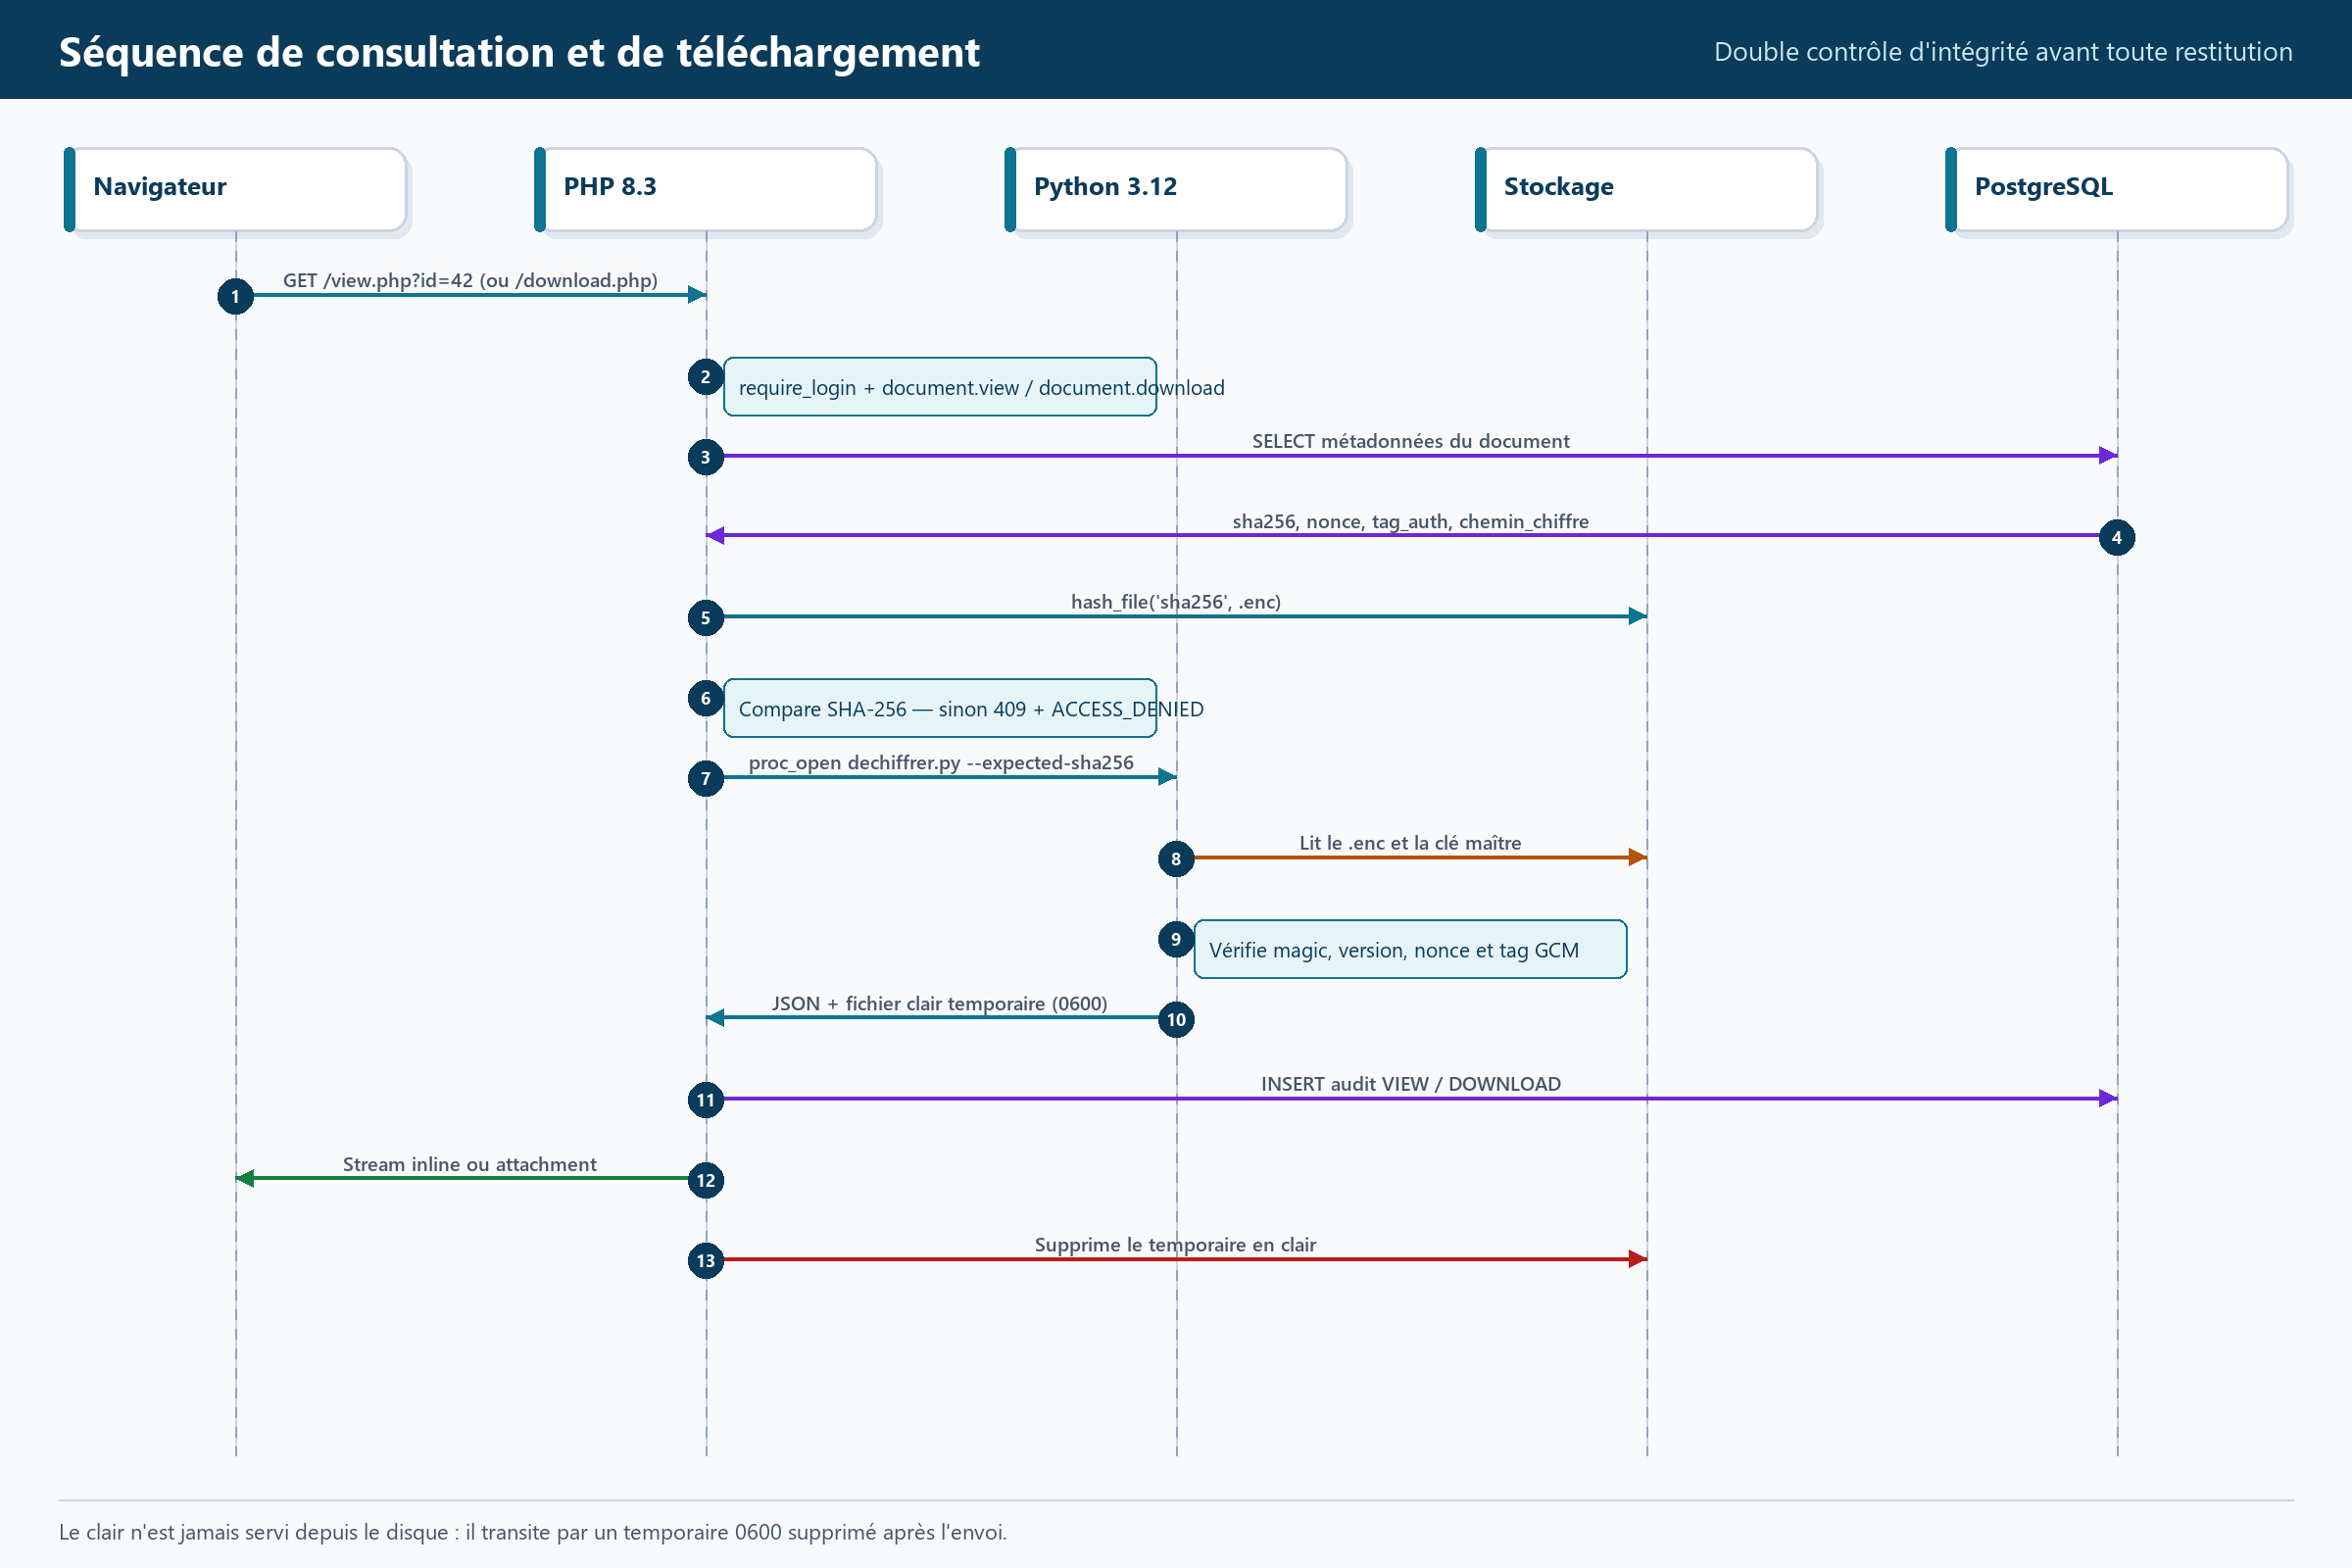 Séquence de consultation et de téléchargement
Double contrôle d'intégrité avant toute restitution
Navigateur
PHP 8.3
Python 3.12
Stockage
PostgreSQL
1
GET /view.php?id=42 (ou /download.php)
2
require_login + document.view / document.download
3
SELECT métadonnées du document
sha256, nonce, tag_auth, chemin_chiffre
4
5
hash_file('sha256', .enc)
6
Compare SHA-256 — sinon 409 + ACCESS_DENIED
7
proc_open dechiffrer.py --expected-sha256
8
Lit le .enc et la clé maître
9
Vérifie magic, version, nonce et tag GCM
JSON + fichier clair temporaire (0600)
10
11
INSERT audit VIEW / DOWNLOAD
Stream inline ou attachment
12
13
Supprime le temporaire en clair
Le clair n'est jamais servi depuis le disque : il transite par un temporaire 0600 supprimé après l'envoi.